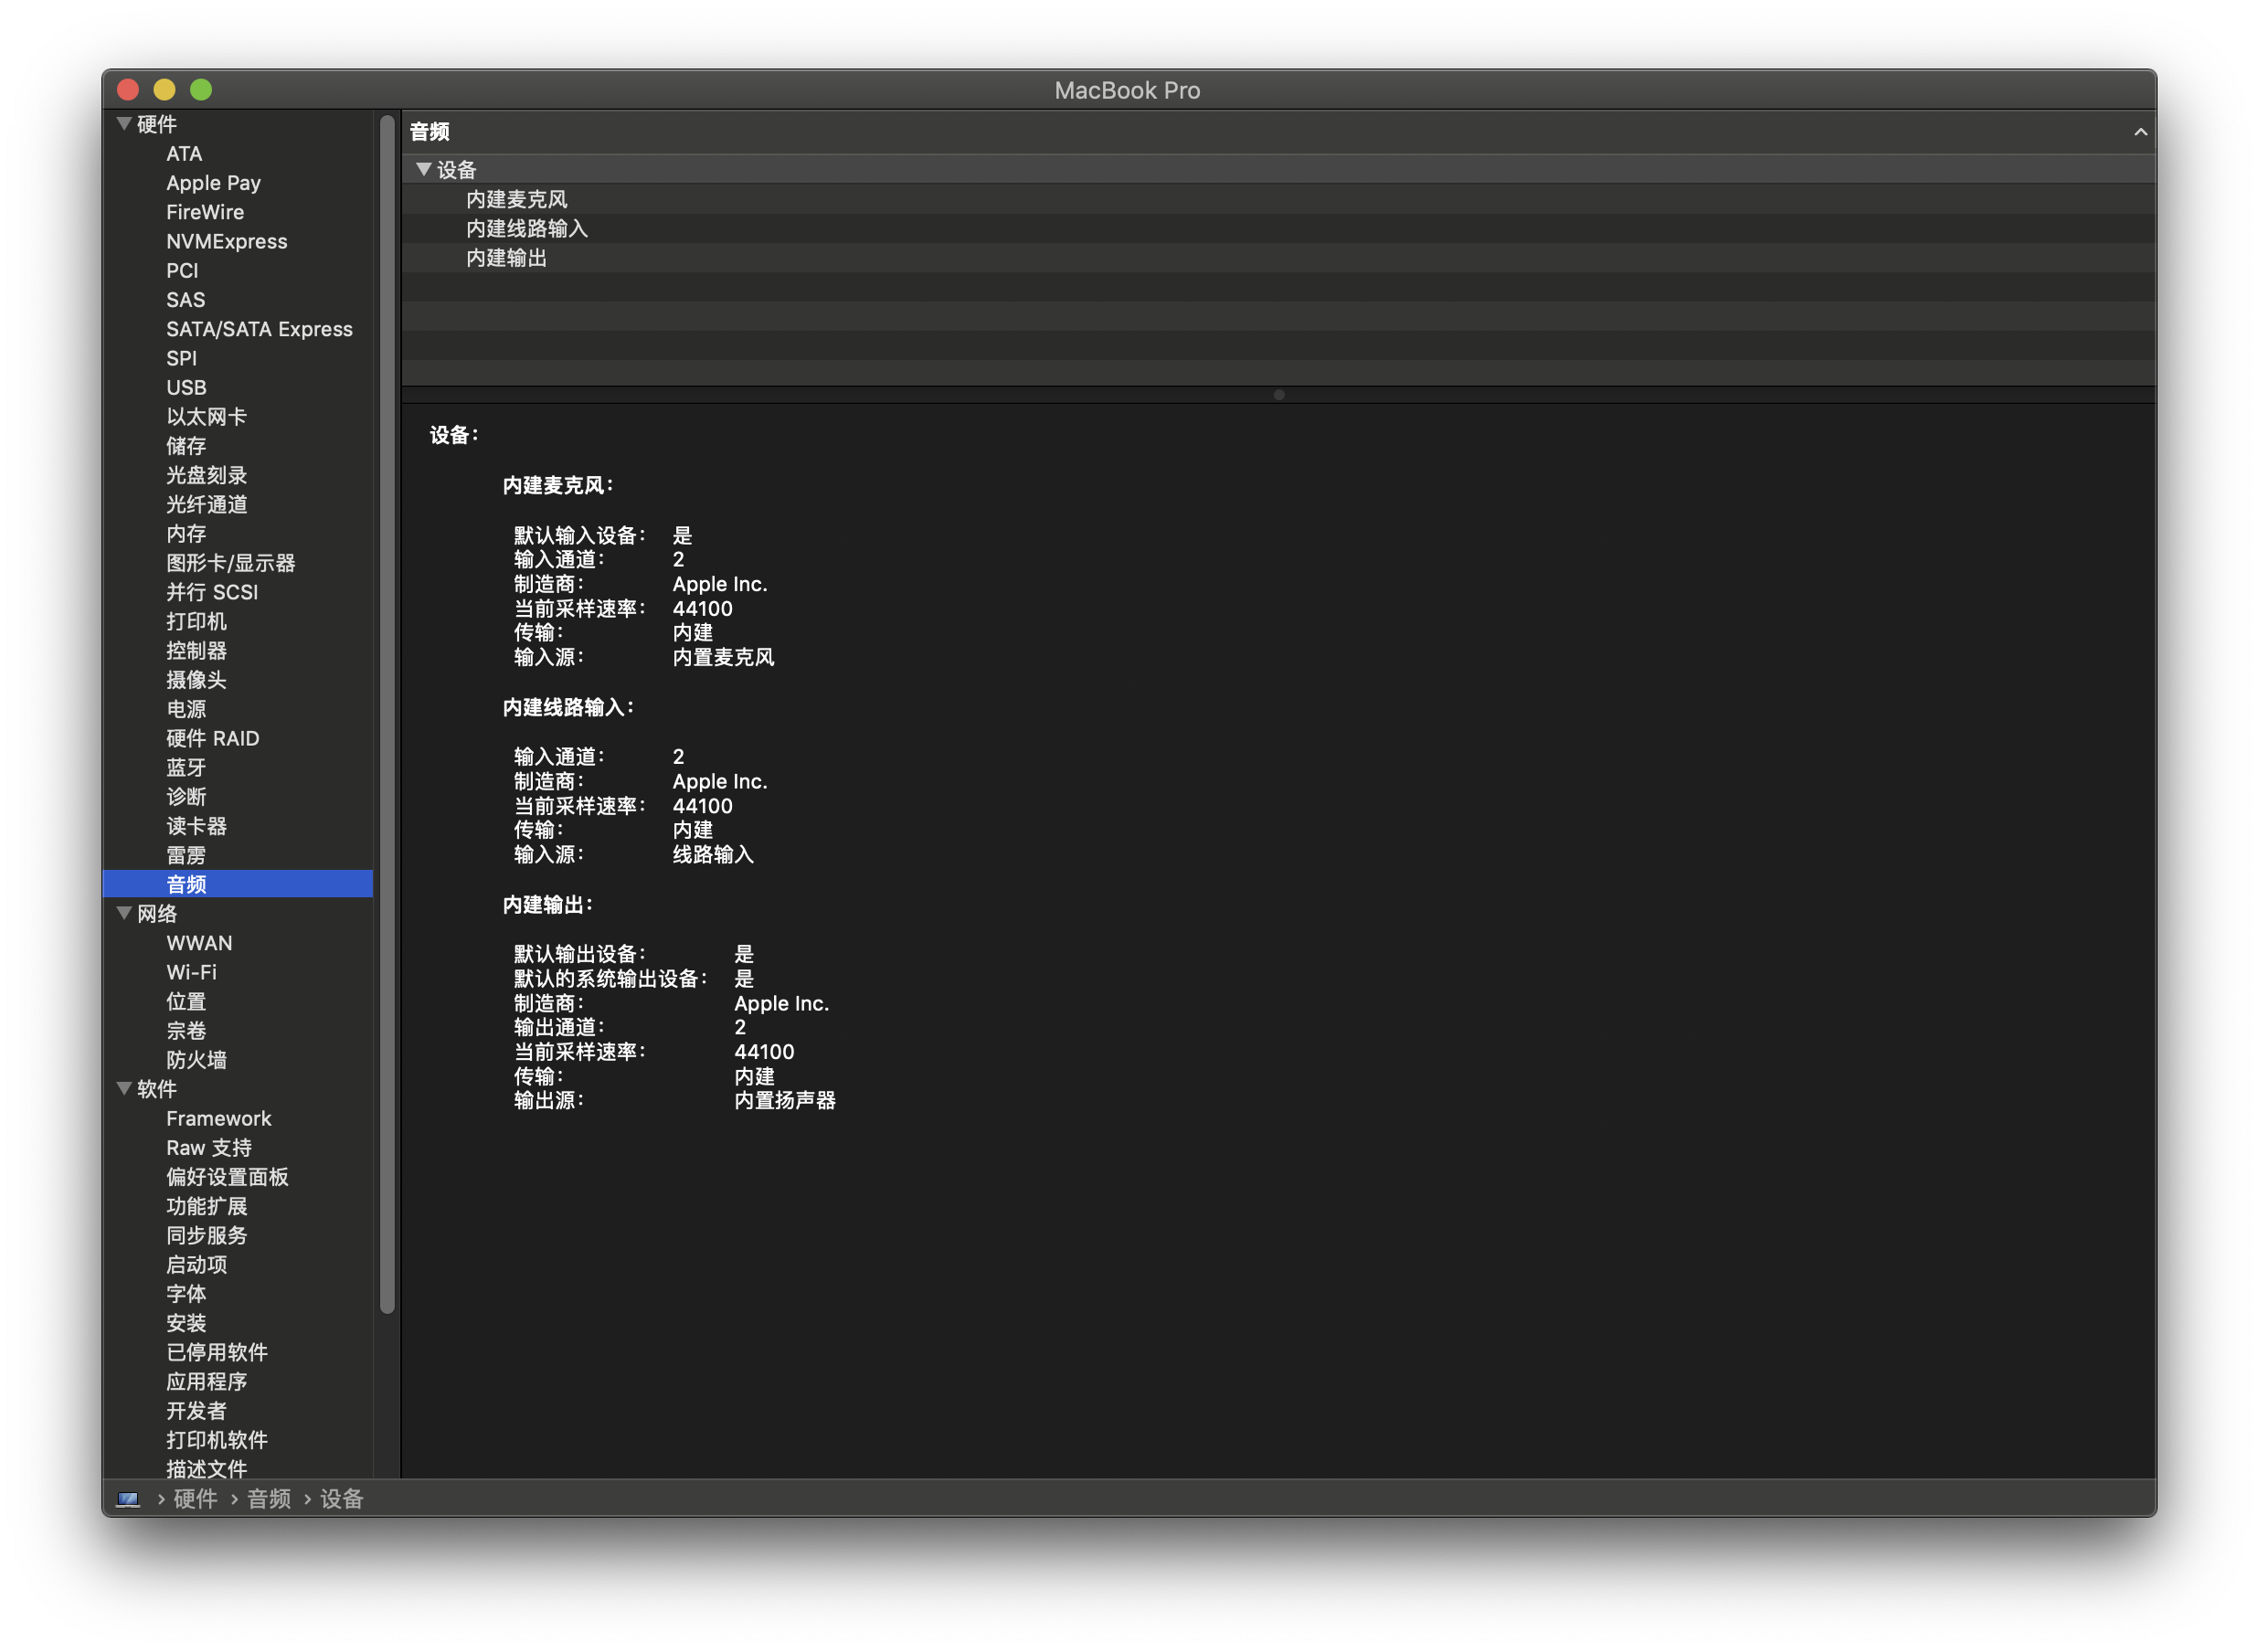 MacBook Pro
硬件
ATA
Apple Pay
FireWire
NVMExpress
PCI
SAS
SATA/SATA Express
SPI
USB
以太网卡
储存
光盘刻录
光纤通道
内存
图形卡/显示器
并行 SCSI
打印机
控制器
摄像头
电源
硬件 RAID
蓝牙
诊断
读卡器
雷雳
音频
网络
WWAN
Wi-Fi
位置
宗卷
防火墙
软件
Framework
Raw 支持
偏好设置面板
功能扩展
同步服务
启动项
字体
安装
已停用软件
应用程序
开发者
打印机软件
描述文件
音频
设备
内建麦克风
内建线路输入
内建输出
设备:
内建麦克风:
默认输入设备: 是
输入通道: 2
制造商: Apple Inc.
当前采样速率: 44100
传输: 内建
输入源: 内置麦克风
内建线路输入:
输入通道: 2
制造商: Apple Inc.
当前采样速率: 44100
传输: 内建
输入源: 线路输入
内建输出:
默认输出设备: 是
默认的系统输出设备: 是
制造商: Apple Inc.
输出通道: 2
当前采样速率: 44100
传输: 内建
输出源: 内置扬声器
› 硬件 › 音频 › 设备